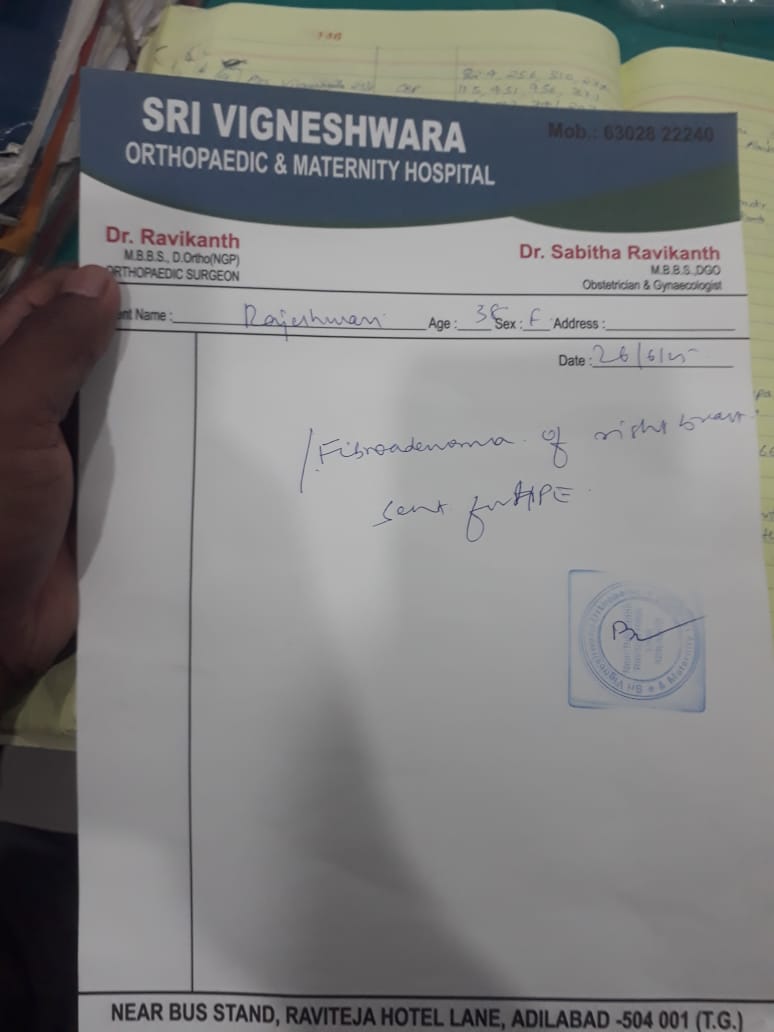 SRI VIGNESHWARA
Mob.: 63028 22240
ORTHOPAEDIC & MATERNITY HOSPITAL
Dr. Ravikanth
M.B.B.S., D.Ortho(NGP)
ORTHOPAEDIC SURGEON
Dr. Sabitha Ravikanth
M.B.B.S.,DGO
Obstetrician & Gynaecologist
Name : Rajeshwari Age : 38 Sex : F Address :
Date : 26/6/25
Fibroadenoma of right breast
sent for HPE
NEAR BUS STAND, RAVITEJA HOTEL LANE, ADILABAD -504 001 (T.G.)